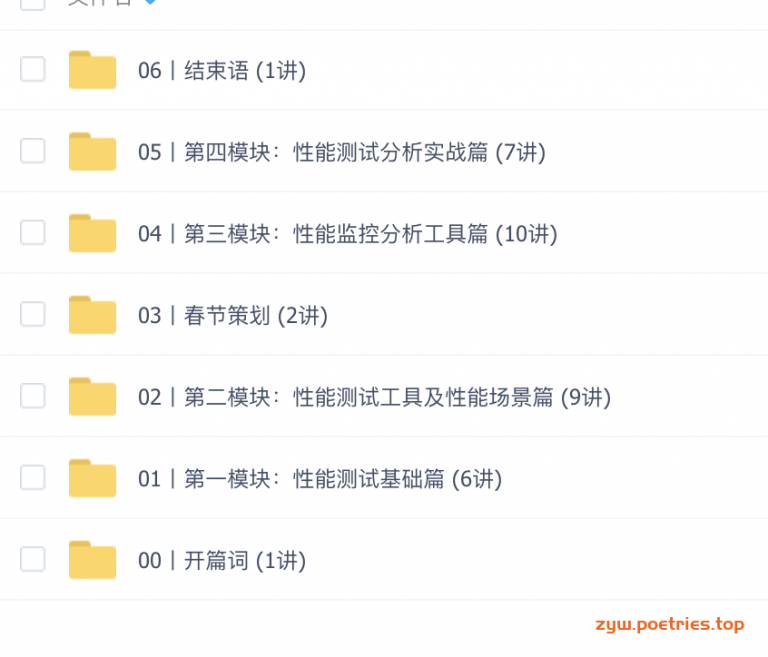 文件名
06丨结束语 (1讲)
05丨第四模块：性能测试分析实战篇 (7讲)
04丨第三模块：性能监控分析工具篇 (10讲)
03丨春节策划 (2讲)
02丨第二模块：性能测试工具及性能场景篇 (9讲)
01丨第一模块：性能测试基础篇 (6讲)
00丨开篇词 (1讲)
zyw.poetries.top